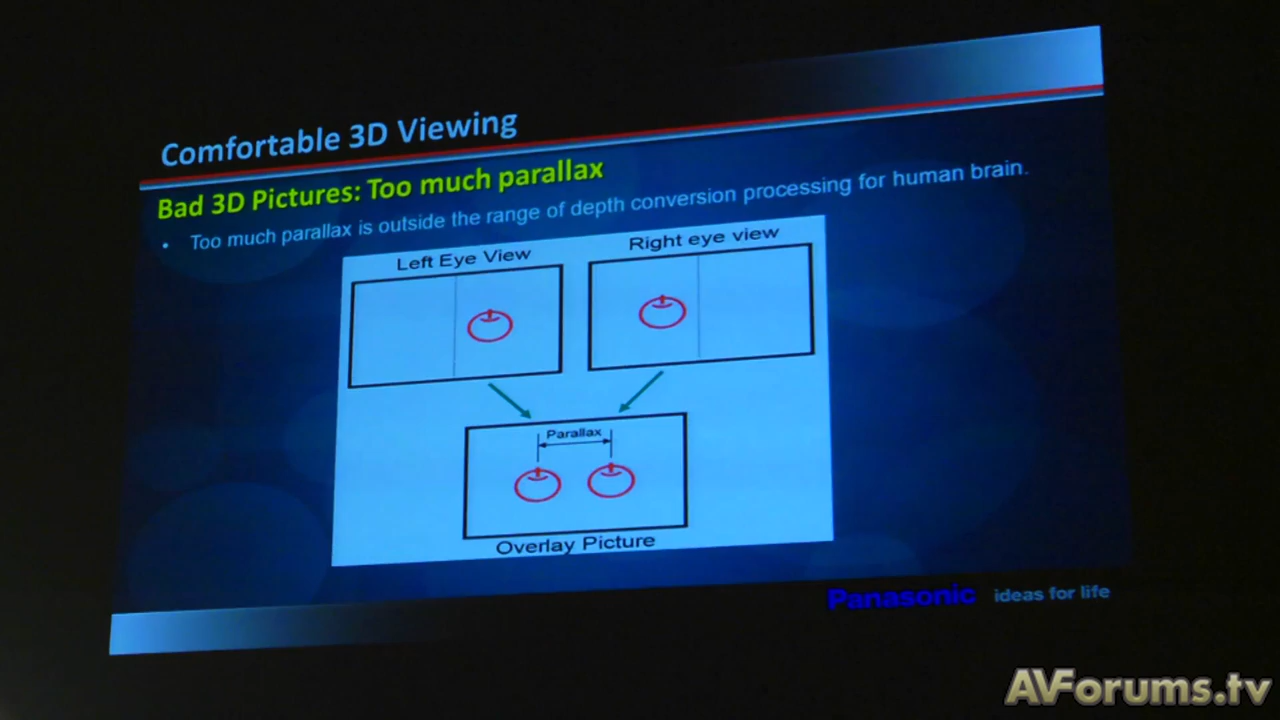 Comfortable 3D Viewing
Bad 3D Pictures: Too much parallax
• Too much parallax is outside the range of depth conversion processing for human brain.
Left Eye View
Right eye view
Parallax
Overlay Picture
Panasonic ideas for life
AVForums.tv